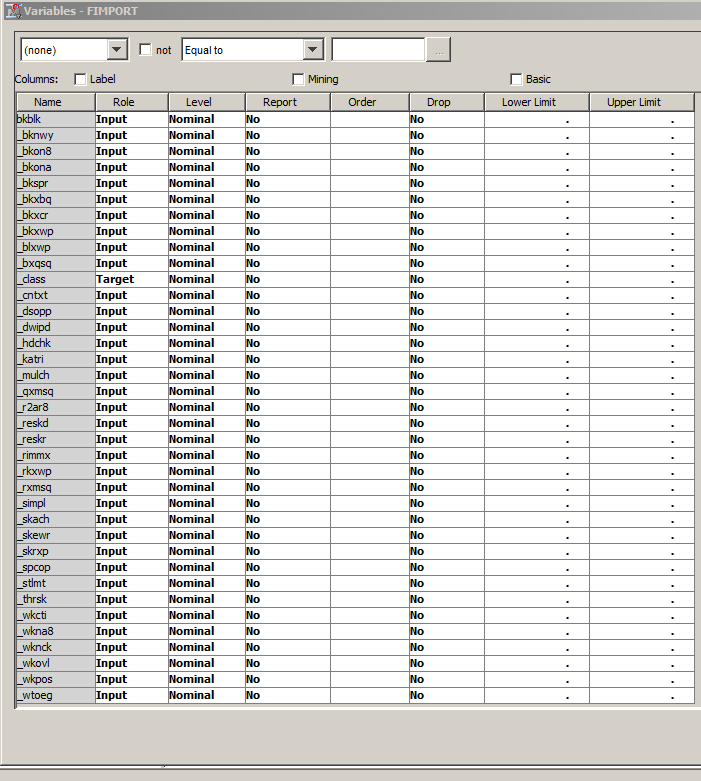 Variables - FIMPORT
(none) not Equal to ...
Columns: Label Mining Basic
Name Role Level Report Order Drop Lower Limit Upper Limit
bkblk Input Nominal No No . .
_bknwy Input Nominal No No . .
_bkon8 Input Nominal No No . .
_bkona Input Nominal No No . .
_bkspr Input Nominal No No . .
_bkxbq Input Nominal No No . .
_bkxcr Input Nominal No No . .
_bkxwp Input Nominal No No . .
_blxwp Input Nominal No No . .
_bxqsq Input Nominal No No . .
_class Target Nominal No No . .
_cntxt Input Nominal No No . .
_dsopp Input Nominal No No . .
_dwipd Input Nominal No No . .
_hdchk Input Nominal No No . .
_katri Input Nominal No No . .
_mulch Input Nominal No No . .
_qxmsq Input Nominal No No . .
_r2ar8 Input Nominal No No . .
_reskd Input Nominal No No . .
_reskr Input Nominal No No . .
_rimmx Input Nominal No No . .
_rkxwp Input Nominal No No . .
_rxmsq Input Nominal No No . .
_simpl Input Nominal No No . .
_skach Input Nominal No No . .
_skewr Input Nominal No No . .
_skrxp Input Nominal No No . .
_spcop Input Nominal No No . .
_stlmt Input Nominal No No . .
_thrsk Input Nominal No No . .
_wkcti Input Nominal No No . .
_wkna8 Input Nominal No No . .
_wknck Input Nominal No No . .
_wkovl Input Nominal No No . .
_wkpos Input Nominal No No . .
_wtoeg Input Nominal No No . .